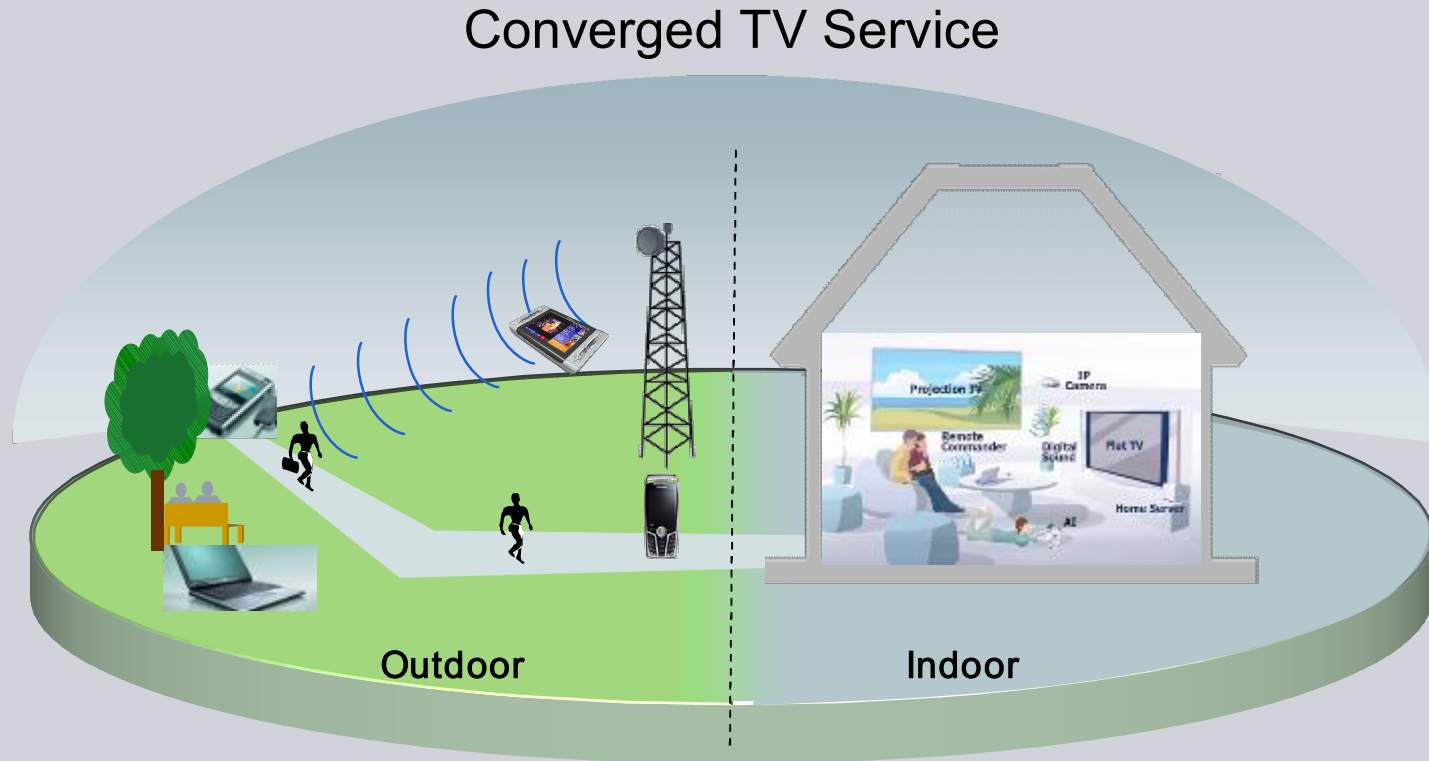 Converged TV Service
Projection TV
IP
Camera
Remote
Commander
Digital
Sound
Flat TV
Home Server
AI
Outdoor
Indoor